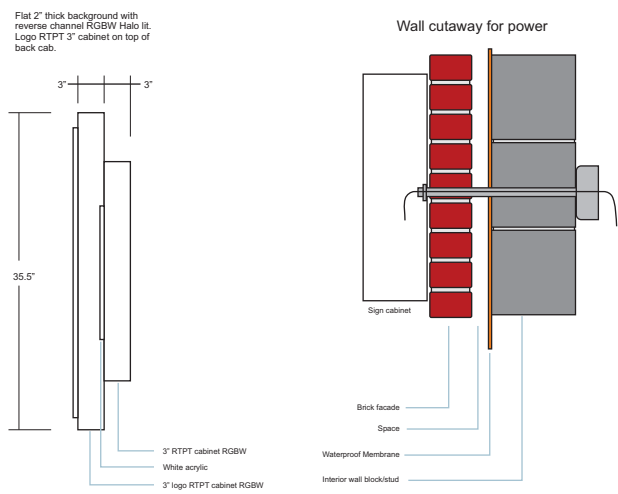 Flat 2” thick background with
reverse channel RGBW Halo lit.
Logo RTPT 3” cabinet on top of
back cab.
3”
3”
35.5”
3” RTPT cabinet RGBW
White acrylic
3” logo RTPT cabinet RGBW
Wall cutaway for power
Sign cabinet
Brick facade
Space
Waterproof Membrane
Interior wall block/stud